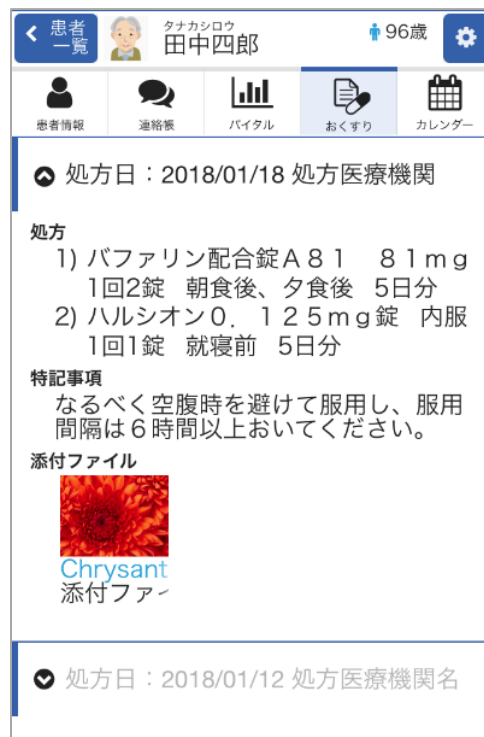 患者
一覧
タナカシロウ
田中四郎
96歳
患者情報
連絡帳
バイタル
おくすり
カレンダー
処方日：2018/01/18 処方医療機関
処方
1) バファリン配合錠A８１　８１ｍｇ
1回2錠　朝食後、夕食後　5日分
2) ハルシオン０．１２５ｍｇ錠　内服
1回1錠　就寝前　5日分
特記事項
なるべく空腹時を避けて服用し、服用
間隔は６時間以上おいてください。
添付ファイル
Chrysant
添付ファ
処方日：2018/01/12 処方医療機関名